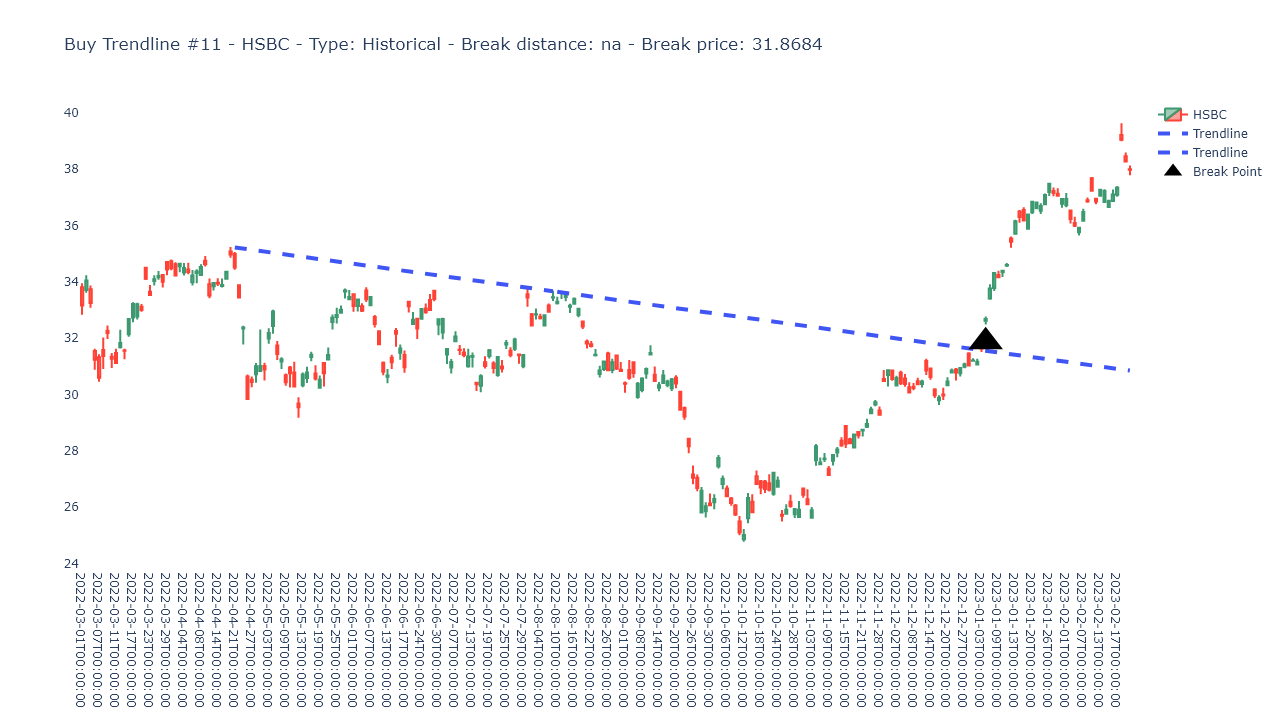 Buy Trendline #11 - HSBC - Type: Historical - Break distance: na - Break price: 31.8684
40
38
36
34
32
30
28
26
24
HSBC
Trendline
Trendline
Break Point
2022-03-01T00:00:00
2022-03-07T00:00:00
2022-03-11T00:00:00
2022-03-17T00:00:00
2022-03-23T00:00:00
2022-03-29T00:00:00
2022-04-04T00:00:00
2022-04-08T00:00:00
2022-04-14T00:00:00
2022-04-21T00:00:00
2022-04-27T00:00:00
2022-05-03T00:00:00
2022-05-09T00:00:00
2022-05-13T00:00:00
2022-05-19T00:00:00
2022-05-25T00:00:00
2022-06-01T00:00:00
2022-06-07T00:00:00
2022-06-13T00:00:00
2022-06-17T00:00:00
2022-06-24T00:00:00
2022-06-30T00:00:00
2022-07-07T00:00:00
2022-07-13T00:00:00
2022-07-19T00:00:00
2022-07-25T00:00:00
2022-07-29T00:00:00
2022-08-04T00:00:00
2022-08-10T00:00:00
2022-08-16T00:00:00
2022-08-22T00:00:00
2022-08-26T00:00:00
2022-09-01T00:00:00
2022-09-08T00:00:00
2022-09-14T00:00:00
2022-09-20T00:00:00
2022-09-26T00:00:00
2022-09-30T00:00:00
2022-10-06T00:00:00
2022-10-12T00:00:00
2022-10-18T00:00:00
2022-10-24T00:00:00
2022-10-28T00:00:00
2022-11-03T00:00:00
2022-11-09T00:00:00
2022-11-15T00:00:00
2022-11-21T00:00:00
2022-11-28T00:00:00
2022-12-02T00:00:00
2022-12-08T00:00:00
2022-12-14T00:00:00
2022-12-20T00:00:00
2022-12-27T00:00:00
2023-01-03T00:00:00
2023-01-09T00:00:00
2023-01-13T00:00:00
2023-01-20T00:00:00
2023-01-26T00:00:00
2023-02-01T00:00:00
2023-02-07T00:00:00
2023-02-13T00:00:00
2023-02-17T00:00:00